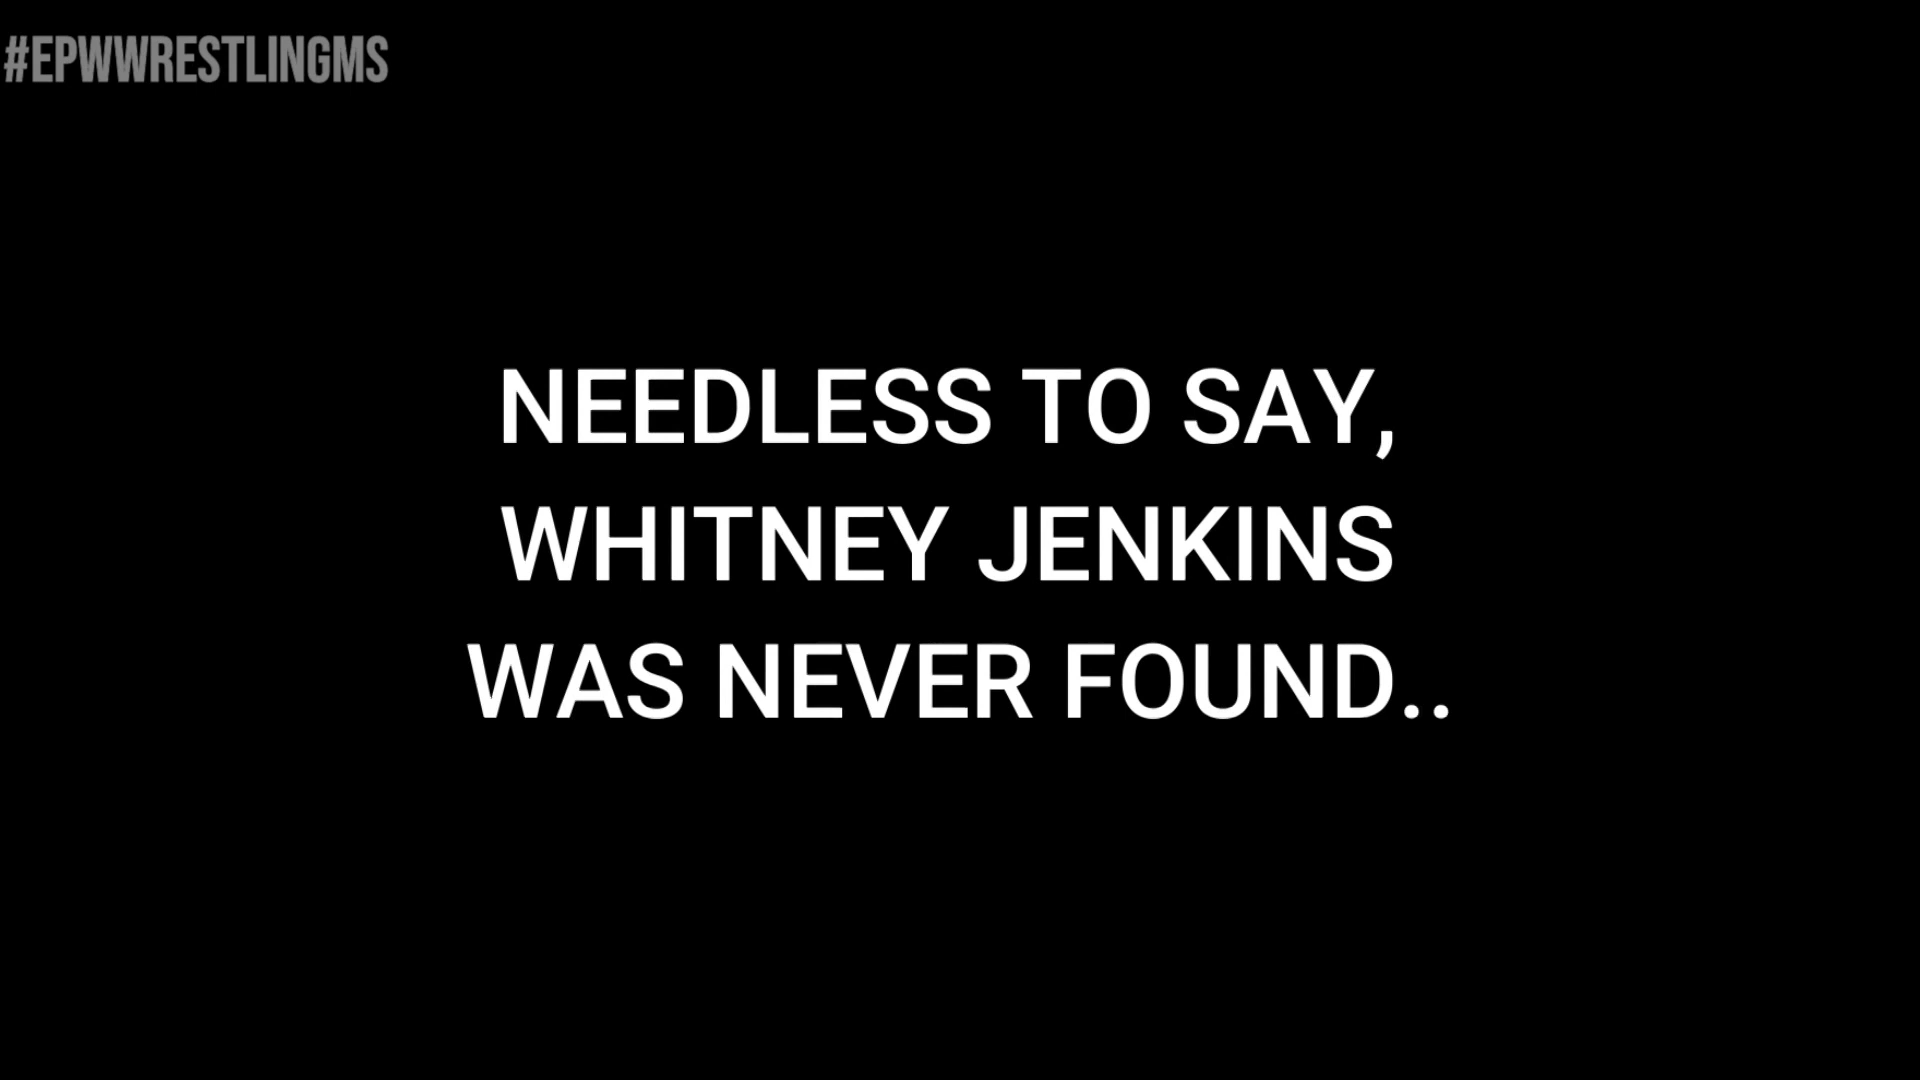 #EPWWRESTLINGMS
NEEDLESS TO SAY,
WHITNEY JENKINS
WAS NEVER FOUND..